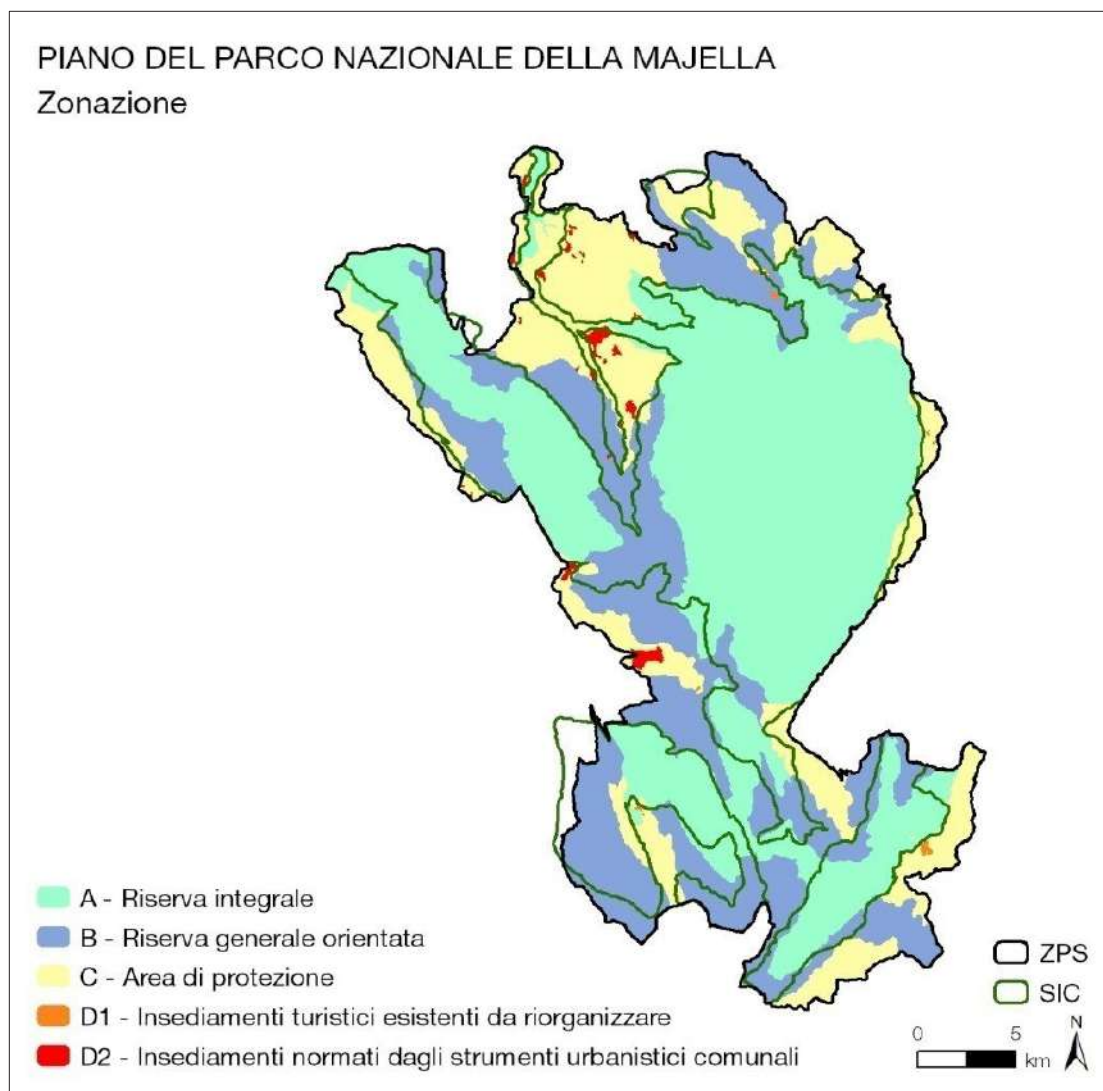 PIANO DEL PARCO NAZIONALE DELLA MAJELLA
Zonazione
A - Riserva integrale
B - Riserva generale orientata
C - Area di protezione
D1 - Insediamenti turistici esistenti da riorganizzare
D2 - Insediamenti normati dagli strumenti urbanistici comunali
ZPS
SIC
0 5
km
N